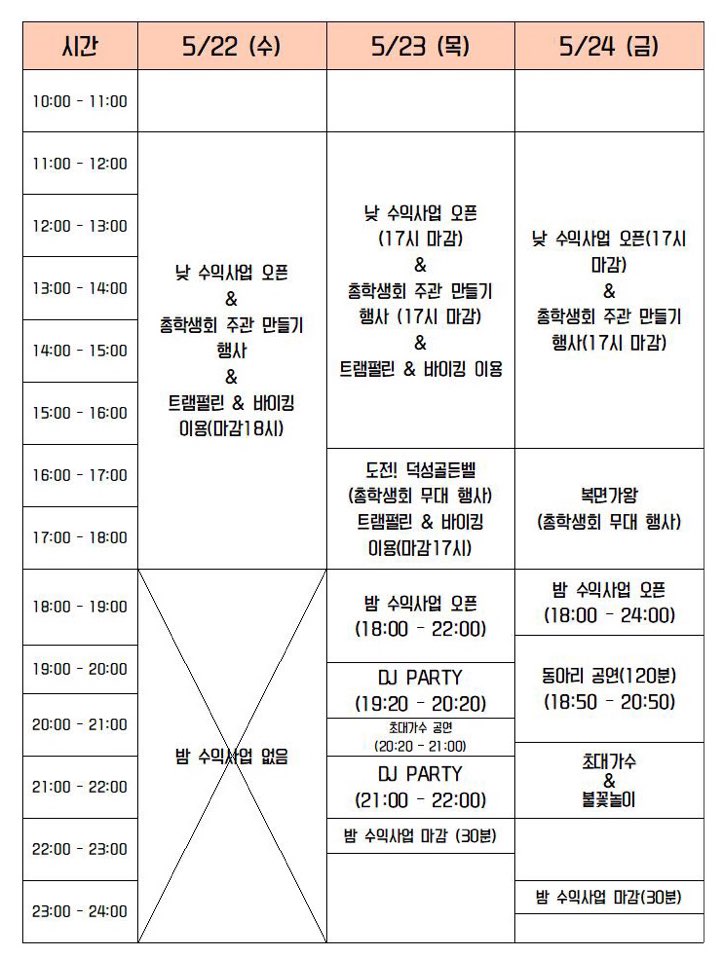 시간
5/22 (수)
5/23 (목)
5/24 (금)
10:00 - 11:00
11:00 - 12:00
12:00 - 13:00
13:00 - 14:00
14:00 - 15:00
15:00 - 16:00
16:00 - 17:00
17:00 - 18:00
18:00 - 19:00
19:00 - 20:00
20:00 - 21:00
21:00 - 22:00
22:00 - 23:00
23:00 - 24:00
낮 수익사업 오픈
&
총학생회 주관 만들기
행사
&
트램펄린 & 바이킹
이용(마감18시)
밤 수익사업 없음
낮 수익사업 오픈
(17시 마감)
&
총학생회 주관 만들기
행사 (17시 마감)
&
트램펄린 & 바이킹 이용
도전! 덕성골든벨
(총학생회 무대 행사)
트램펄린 & 바이킹
이용(마감17시)
밤 수익사업 오픈
(18:00 - 22:00)
DJ PARTY
(19:20 - 20:20)
초대가수 공연
(20:20 - 21:00)
DJ PARTY
(21:00 - 22:00)
밤 수익사업 마감 (30분)
낮 수익사업 오픈(17시
마감)
&
총학생회 주관 만들기
행사(17시 마감)
복면가왕
(총학생회 무대 행사)
밤 수익사업 오픈
(18:00 - 24:00)
동아리 공연(120분)
(18:50 - 20:50)
초대가수
&
불꽃놀이
밤 수익사업 마감(30분)